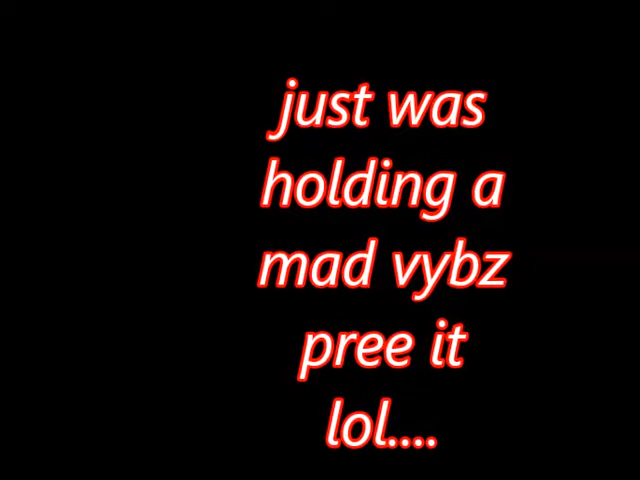 just was
holding a
mad vybz
pree it
lol....